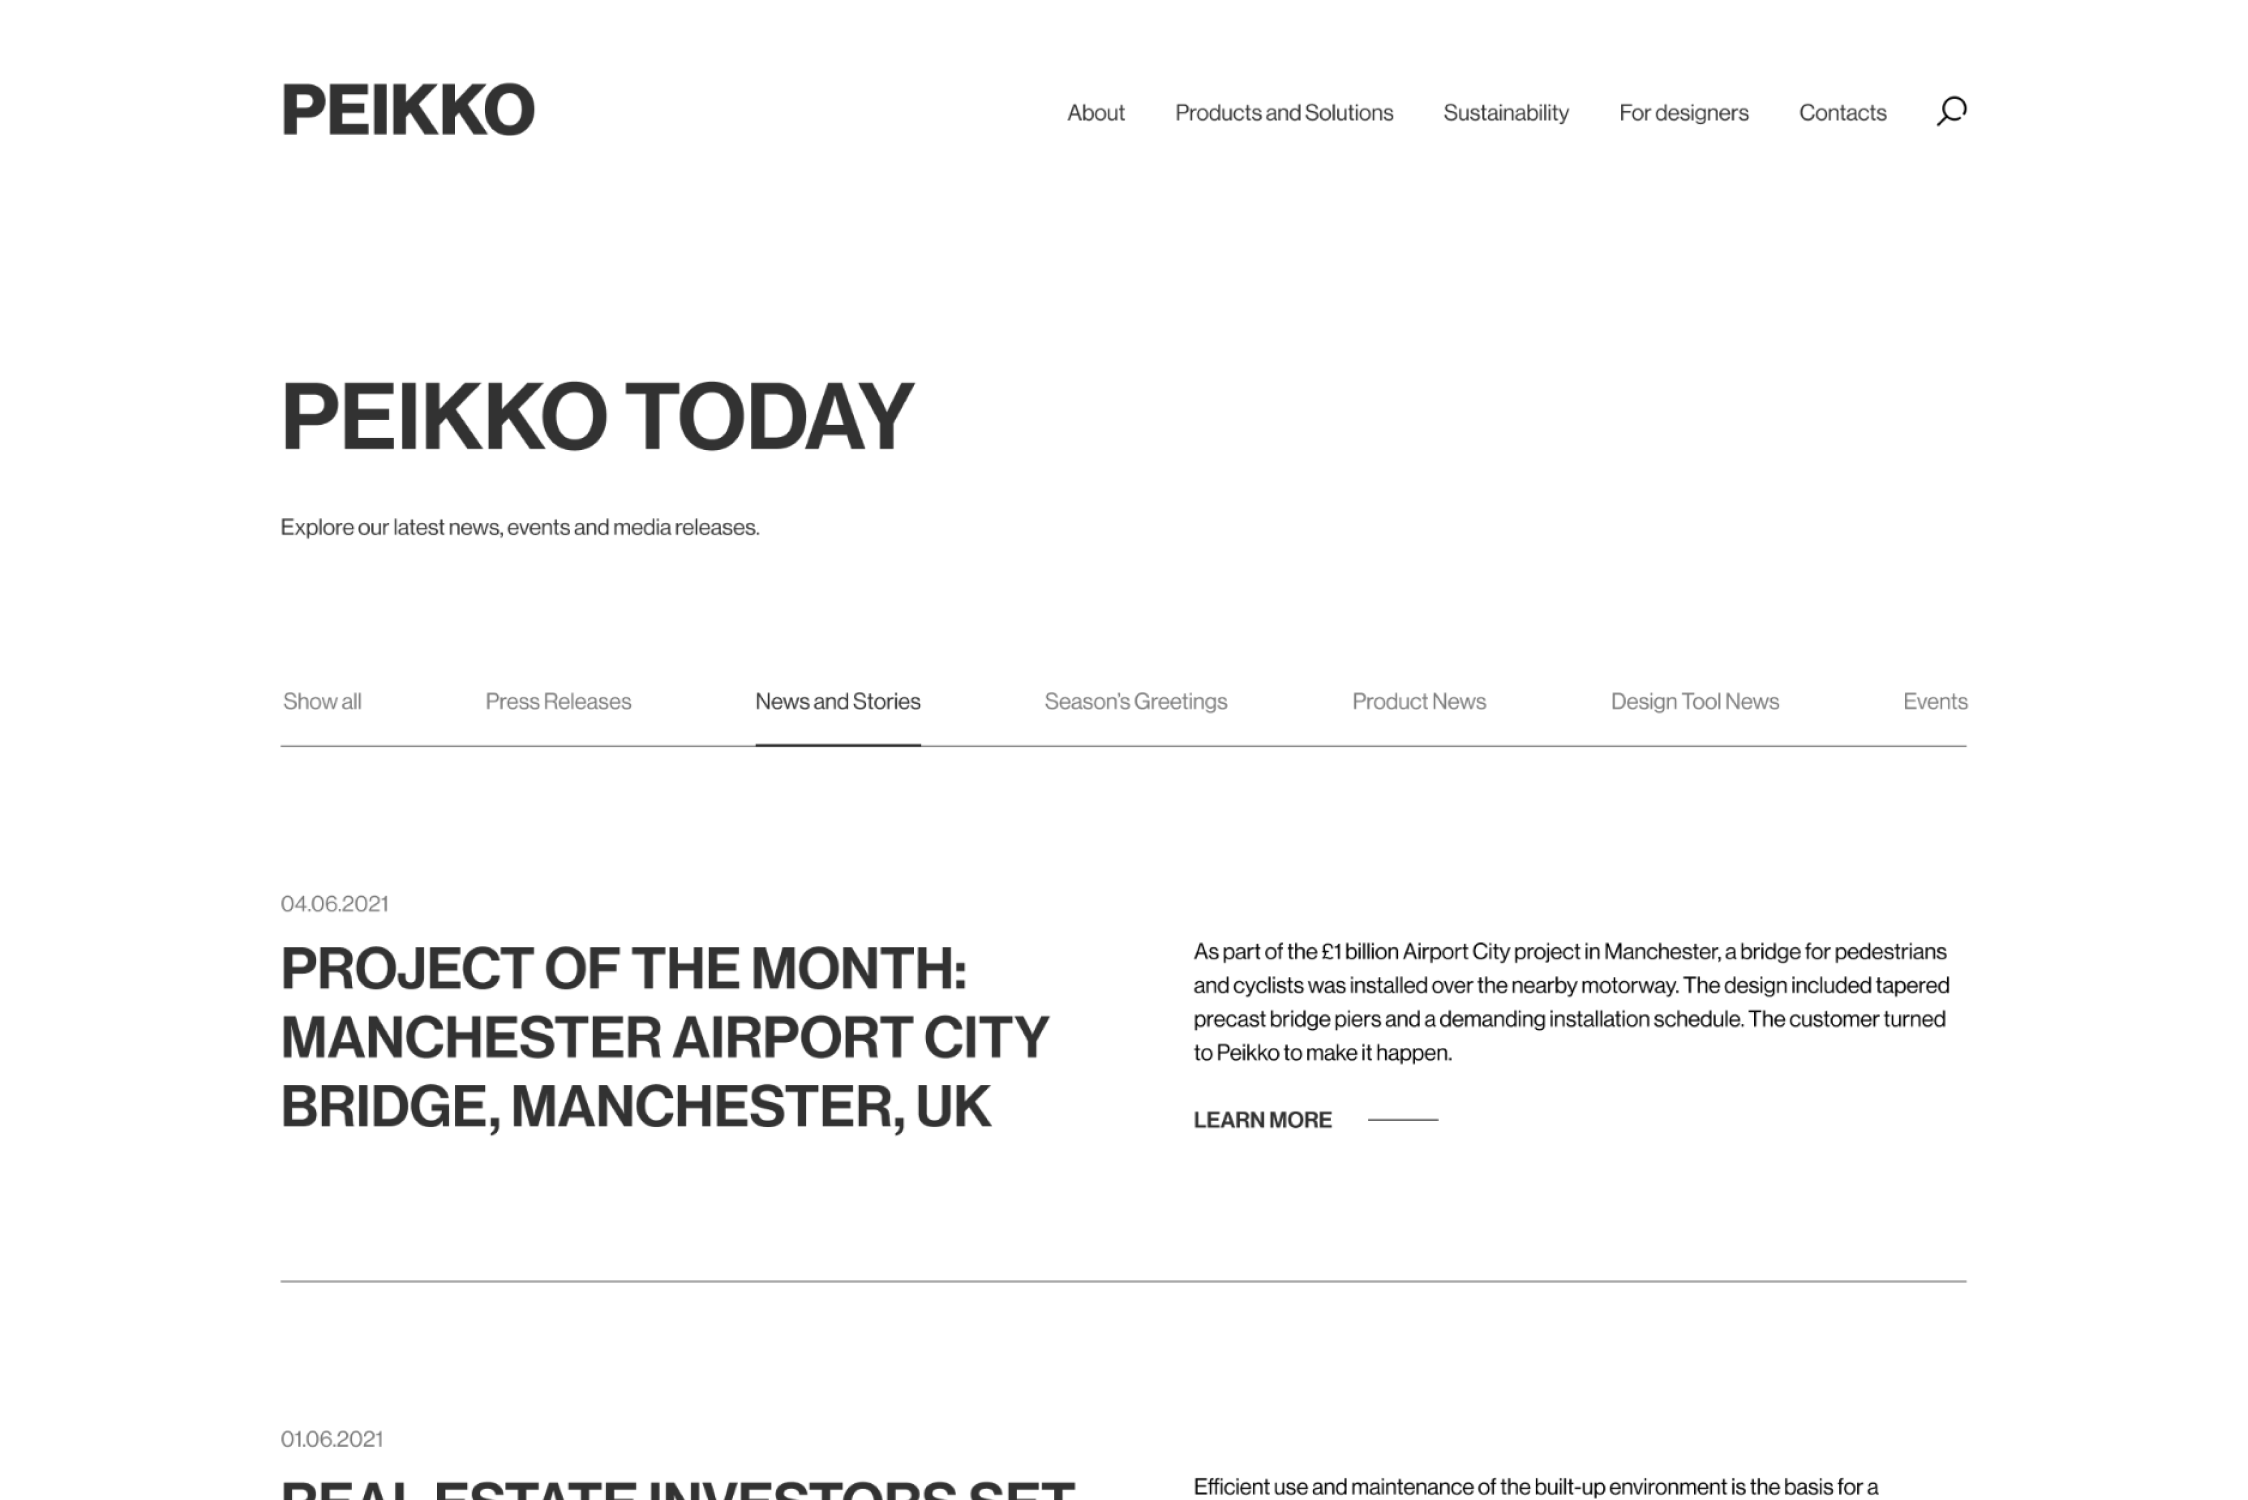 PEIKKO
About Products and Solutions Sustainability For designers Contacts
PEIKKO TODAY
Explore our latest news, events and media releases.
Show all Press Releases News and Stories Season's Greetings Product News Design Tool News Events
04.06.2021
PROJECT OF THE MONTH:
MANCHESTER AIRPORT CITY
BRIDGE, MANCHESTER, UK
As part of the £1 billion Airport City project in Manchester, a bridge for pedestrians
and cyclists was installed over the nearby motorway. The design included tapered
precast bridge piers and a demanding installation schedule. The customer turned
to Peikko to make it happen.
LEARN MORE
01.06.2021
REAL ESTATE INVESTORS SET
Efficient use and maintenance of the built-up environment is the basis for a